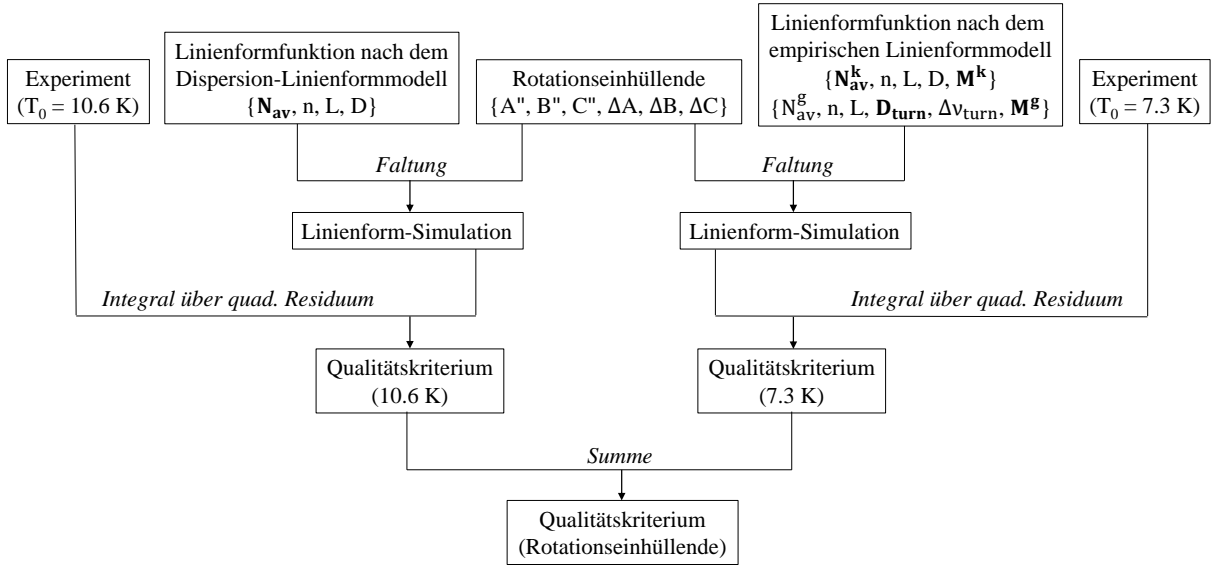 Experiment
(T₀ = 10.6 K)
Linienformfunktion nach dem
Dispersion-Linienformmodell
{N_av, n, L, D}
Rotationseinhüllende
{A", B", C", ΔA, ΔB, ΔC}
Linienformfunktion nach dem
empirischen Linienformmodell
{N_av^k, n, L, D, M^k}
{N_av^g, n, L, D_turn, Δν_turn, M^g}
Experiment
(T₀ = 7.3 K)
Faltung
Faltung
Linienform-Simulation
Linienform-Simulation
Integral über quad. Residuum
Integral über quad. Residuum
Qualitätskriterium
(10.6 K)
Qualitätskriterium
(7.3 K)
Summe
Qualitätskriterium
(Rotationseinhüllende)